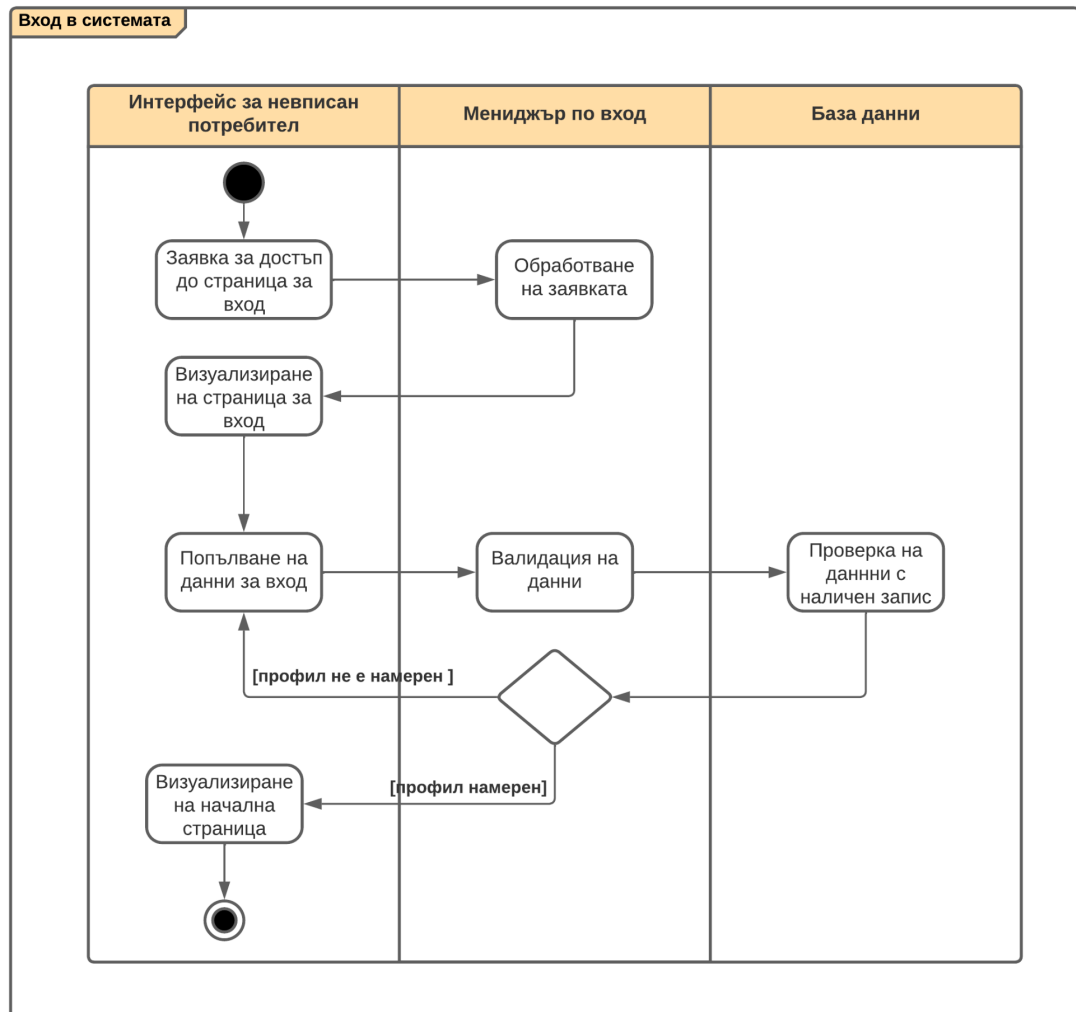 Вход в системата
Интерфейс за невписан
потребител
Мениджър по вход
База данни
Заявка за достъп
до страница за
вход
Обработване
на заявката
Визуализиране
на страница за
вход
Попълване на
данни за вход
Валидация на
данни
Проверка на
даннни с
наличен запис
[профил не е намерен ]
[профил намерен]
Визуализиране
на начална
страница